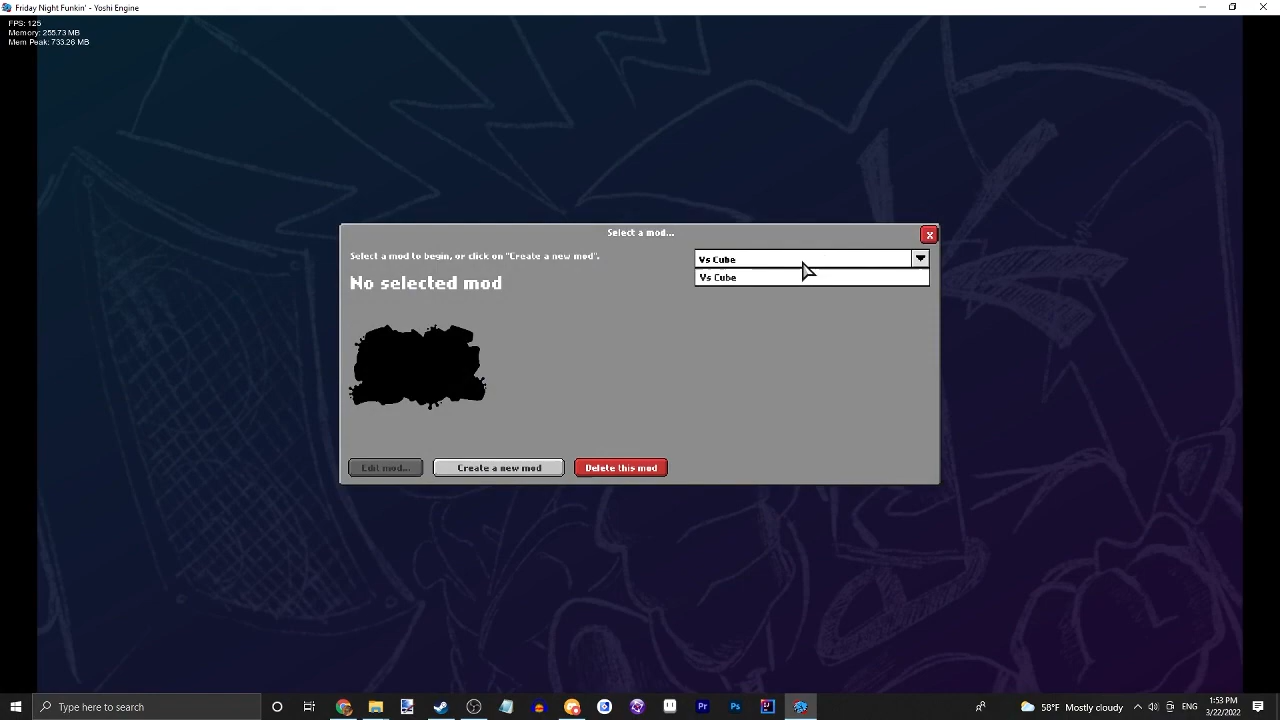 Friday Night Funkin' - Yoshi Engine
FPS: 125
Memory: 255.73 MB
Mem Peak: 733.26 MB
Select a mod...
Select a mod to begin, or click on "Create a new mod".
Vs Cube
Vs Cube
No selected mod
Edit mod...
Create a new mod
Delete this mod
Type here to search
58°F Mostly cloudy
ENG
1:53 PM
3/22/2022